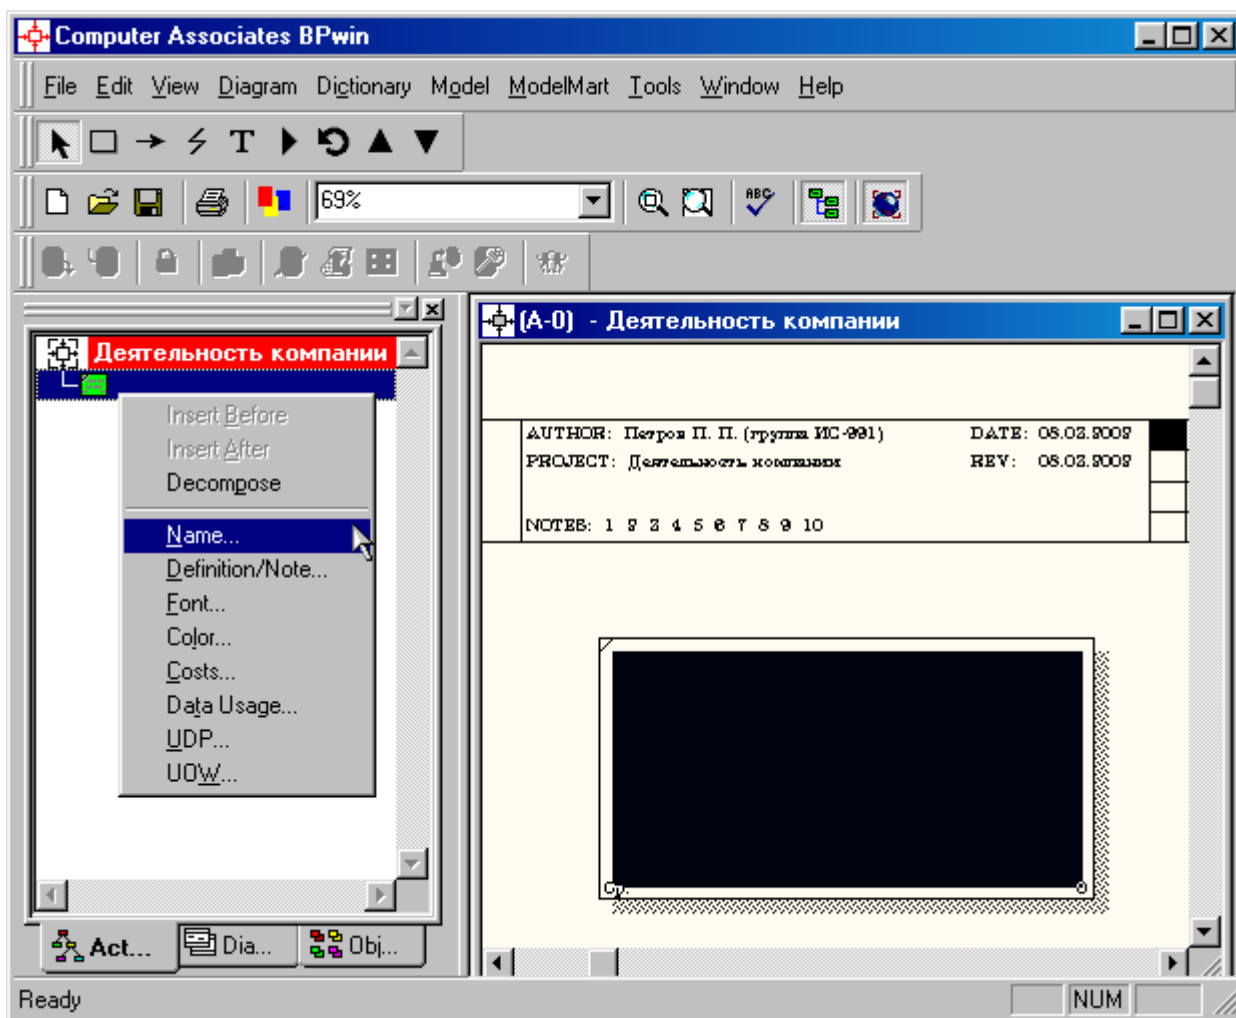 Computer Associates BPwin
File Edit View Diagram Dictionary Model ModelMart Tools Window Help
69%
ABC
(A-0) - Деятельность компании
Деятельность компании
AUTHOR: Петров П. П. (группа ИС-991)
DATE: 08.02.2002
PROJECT: Деятельность компании
REV: 08.02.2002
NOTES: 1 2 3 4 5 6 7 8 9 10
Insert Before
Insert After
Decompose
Name...
Definition/Note...
Font...
Color...
Costs...
Data Usage...
UDP...
UOW...
0р.
0
Act... Dia... Obj...
Ready
NUM